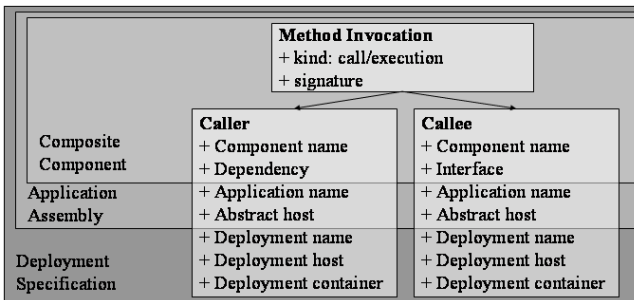 Method Invocation
+ kind: call/execution
+ signature
Caller
+ Component name
+ Dependency
+ Application name
+ Abstract host
+ Deployment name
+ Deployment host
+ Deployment container
Callee
+ Component name
+ Interface
+ Application name
+ Abstract host
+ Deployment name
+ Deployment host
+ Deployment container
Composite
Component
Application
Assembly
Deployment
Specification